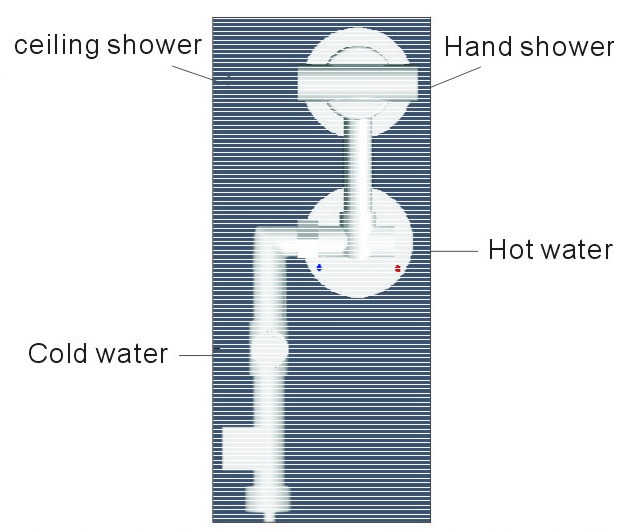 ceiling shower
Hand shower
Hot water
Cold water